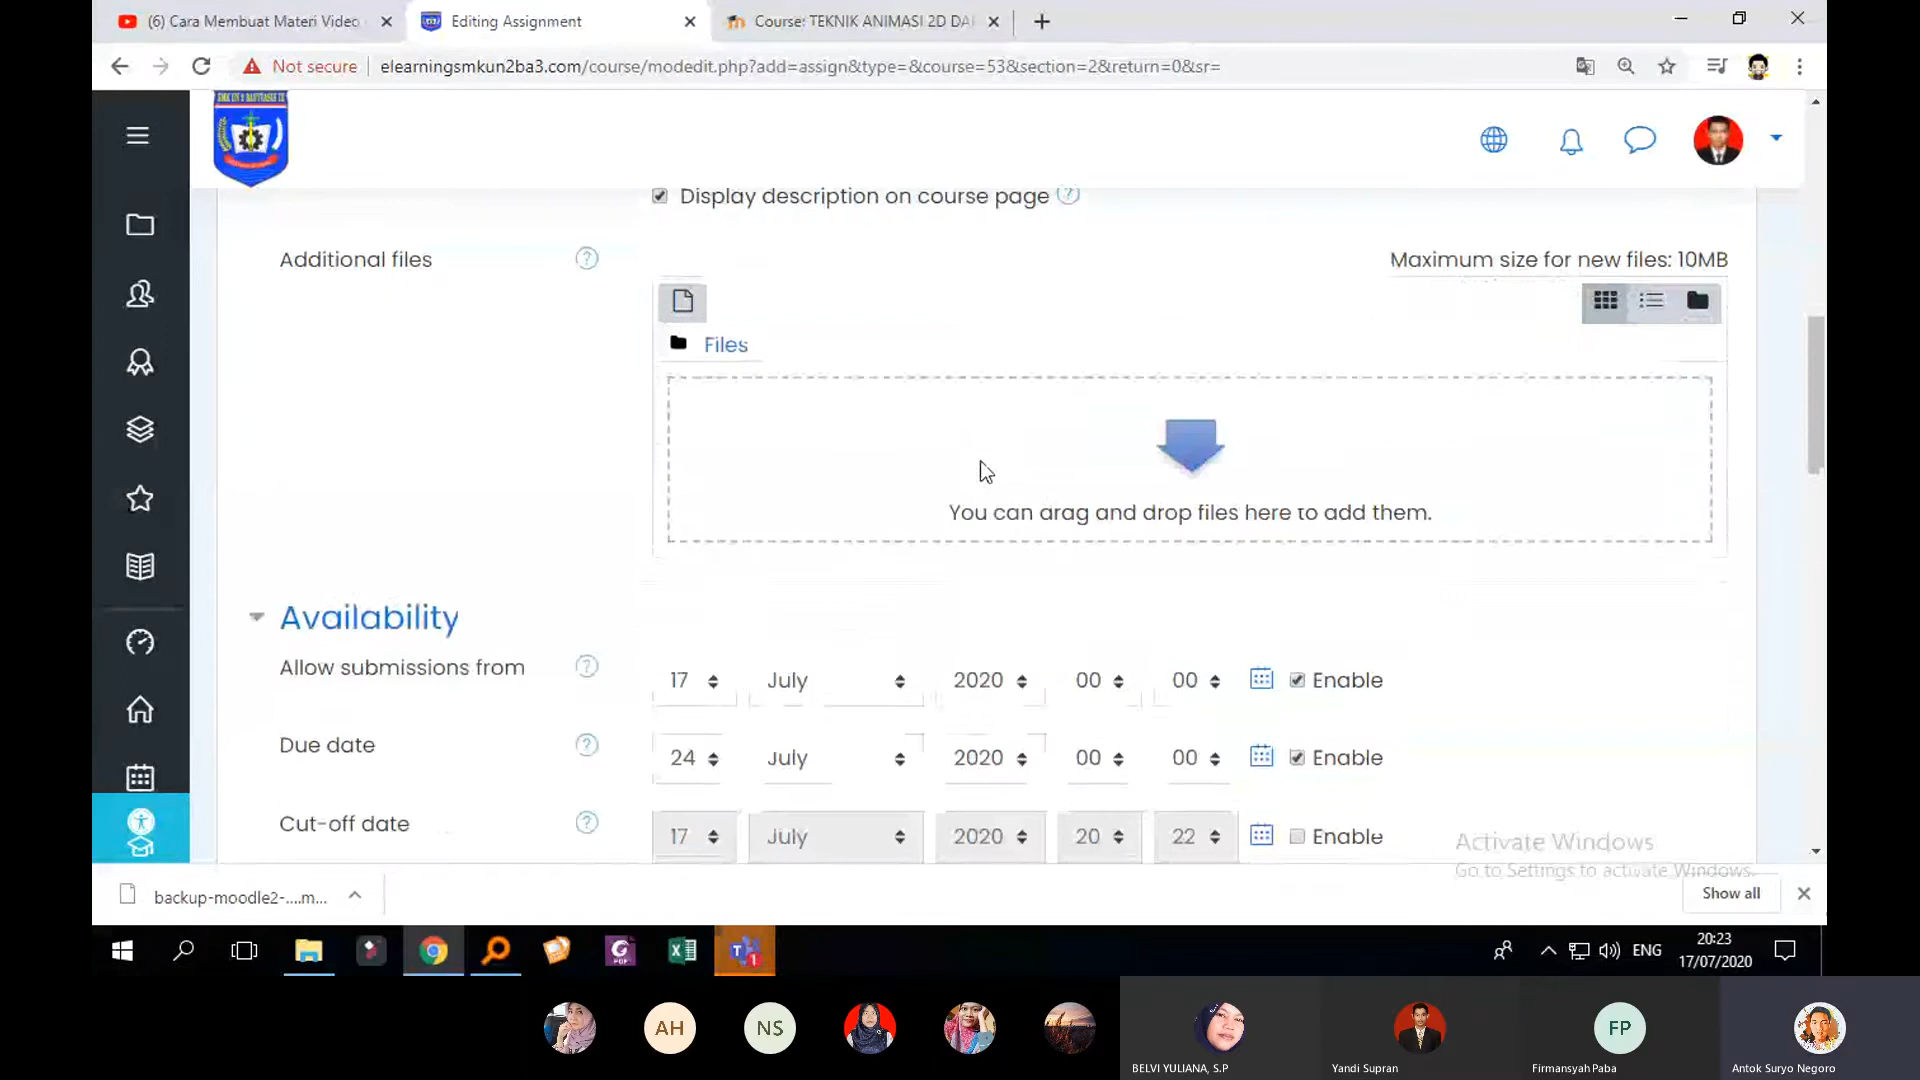 (6) Cara Membuat Materi Video
Editing Assignment
Course: TEKNIK ANIMASI 2D DA
Not secure
elearningsmkun2ba3.com/course/modedit.php?add=assign&type=&course=53&section=2&return=0&sr=
Display description on course page
Additional files
Maximum size for new files: 10MB
Files
You can arag and drop files here to add them.
Availability
Allow submissions from
17 July 2020 00 00 Enable
Due date
24 July 2020 00 00 Enable
Cut-off date
17 July 2020 20 22 Enable
Activate Windows
Go to Settings to activate Windows.
backup-moodle2-....m...
Show all
ENG
20:23
17/07/2020
AH
NS
FP
BELVI YULIANA, S.P
Yandi Supran
Firmansyah Paba
Antok Suryo Negoro